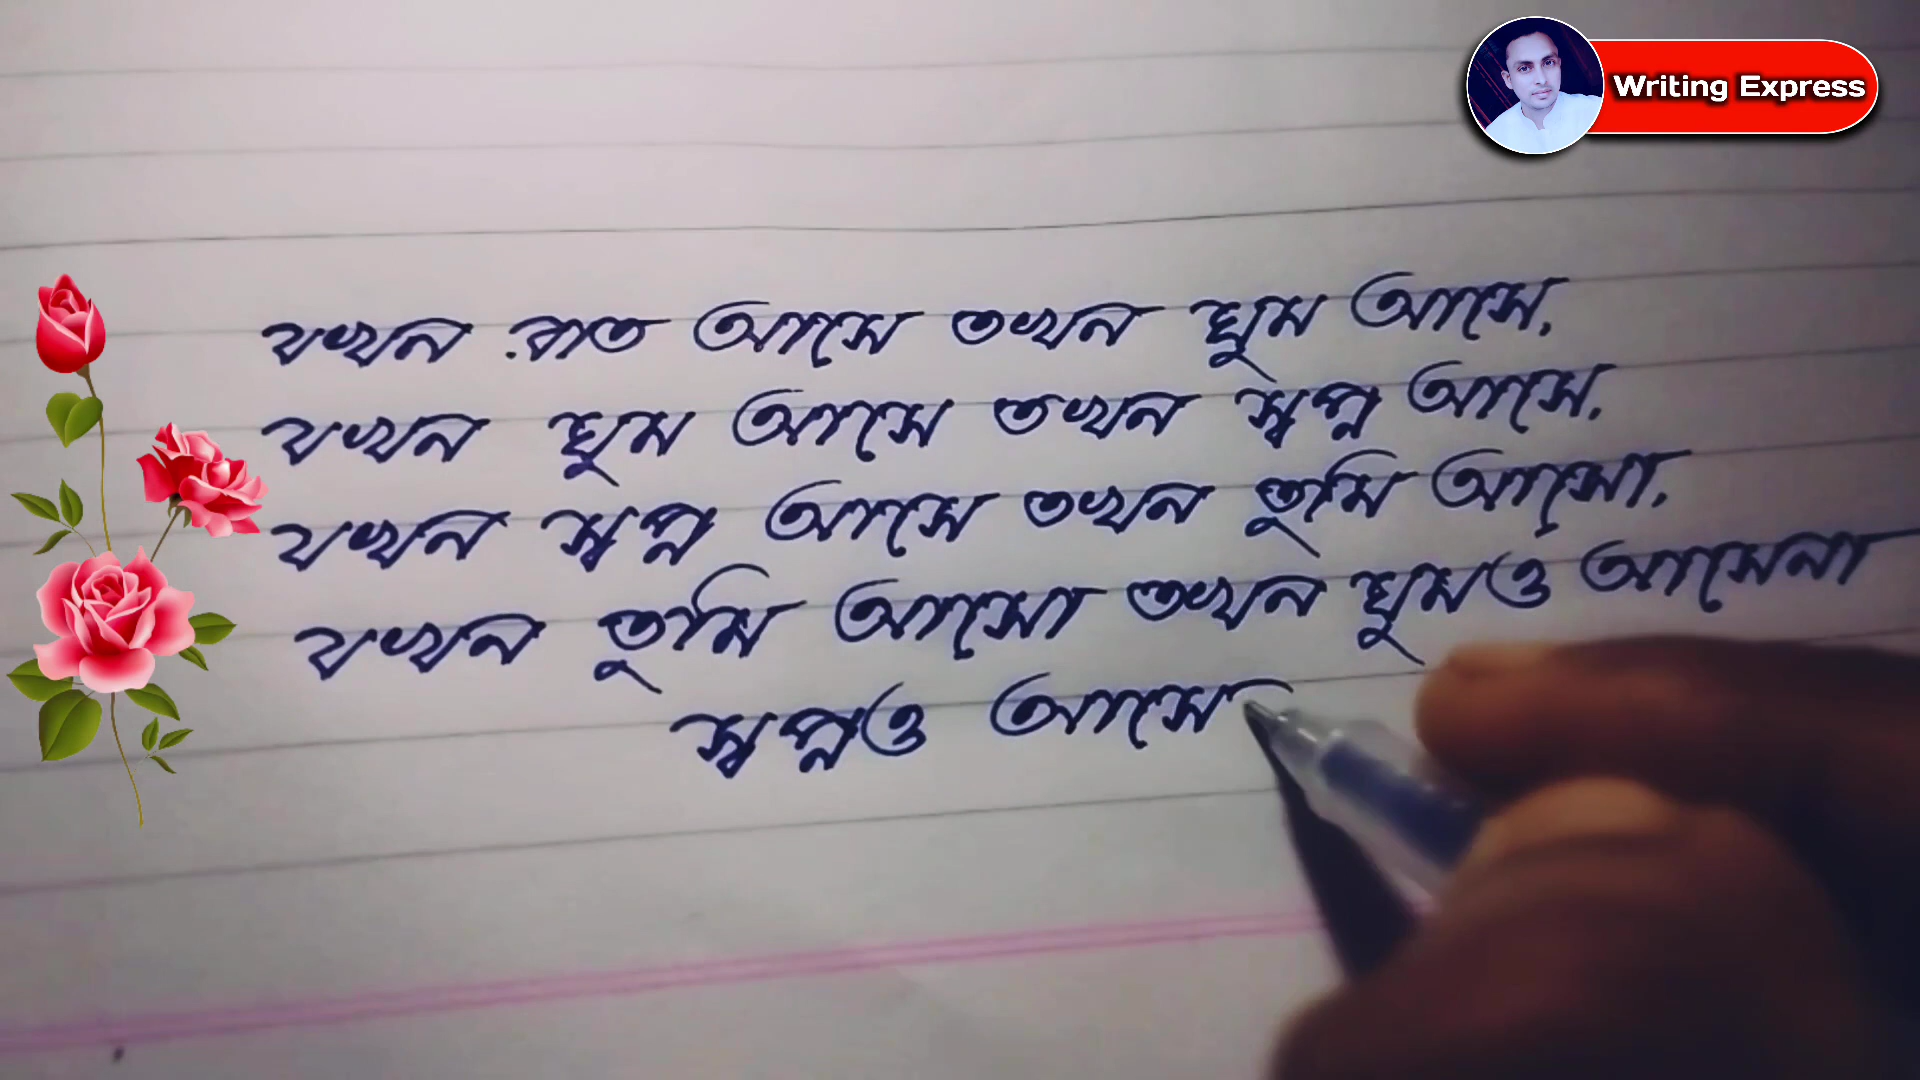 Writing Express
যখন রাত আসে তখন ঘুম আসে,
যখন ঘুম আসে তখন স্বপ্ন আসে,
যখন স্বপ্ন আসে তখন তুমি আসো,
যখন তুমি আসো তখন ঘুমও আসেনা
স্বপ্নও আসে